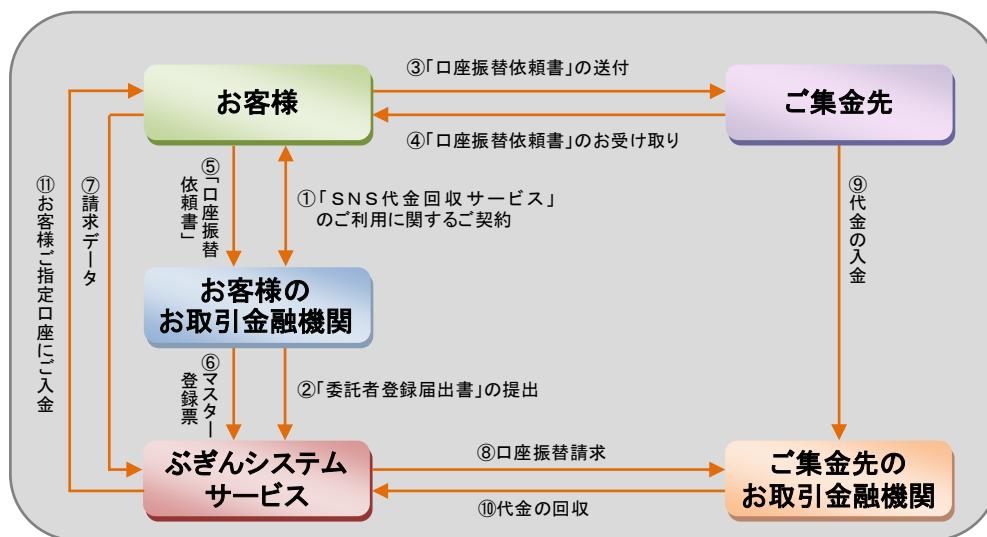 ③「口座振替依頼書」の送付
お客様
ご集金先
④「口座振替依頼書」のお受け取り
⑤「口座振替
依頼書」
①「ＳＮＳ代金回収サービス」
のご利用に関するご契約
⑪お客様ご指定口座にご入金
⑦請求データ
⑨代金の入金
お客様の
お取引金融機関
⑥マスター
登録票
②「委託者登録届出書」の提出
ぶぎんシステム
サービス
⑧口座振替請求
ご集金先の
お取引金融機関
⑩代金の回収